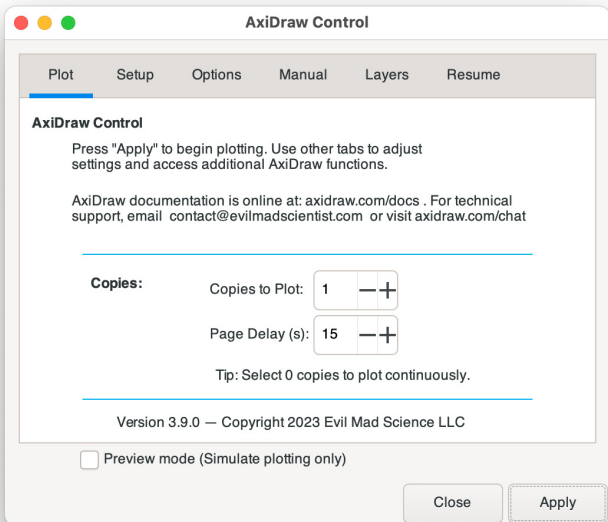 AxiDraw Control
Plot Setup Options Manual Layers Resume
AxiDraw Control
Press "Apply" to begin plotting. Use other tabs to adjust
settings and access additional AxiDraw functions.
AxiDraw documentation is online at: axidraw.com/docs . For technical
support, email contact@evilmadscientist.com or visit axidraw.com/chat
Copies: Copies to Plot: 1
Page Delay (s): 15
Tip: Select 0 copies to plot continuously.
Version 3.9.0 — Copyright 2023 Evil Mad Science LLC
Preview mode (Simulate plotting only)
Close Apply